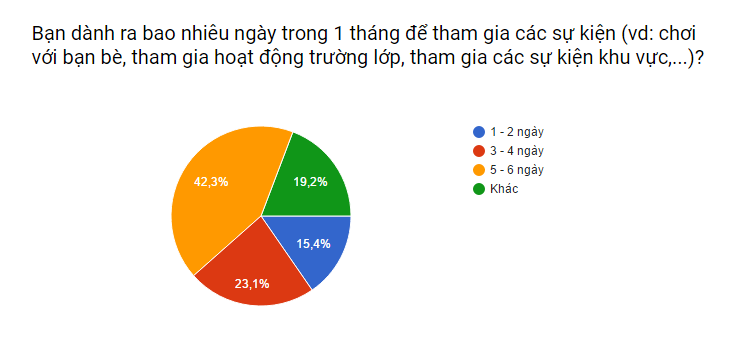 Bạn dành ra bao nhiêu ngày trong 1 tháng để tham gia các sự kiện (vd: chơi
với bạn bè, tham gia hoạt động trường lớp, tham gia các sự kiện khu vực,...)?
1 - 2 ngày
3 - 4 ngày
5 - 6 ngày
Khác
42,3%
19,2%
15,4%
23,1%